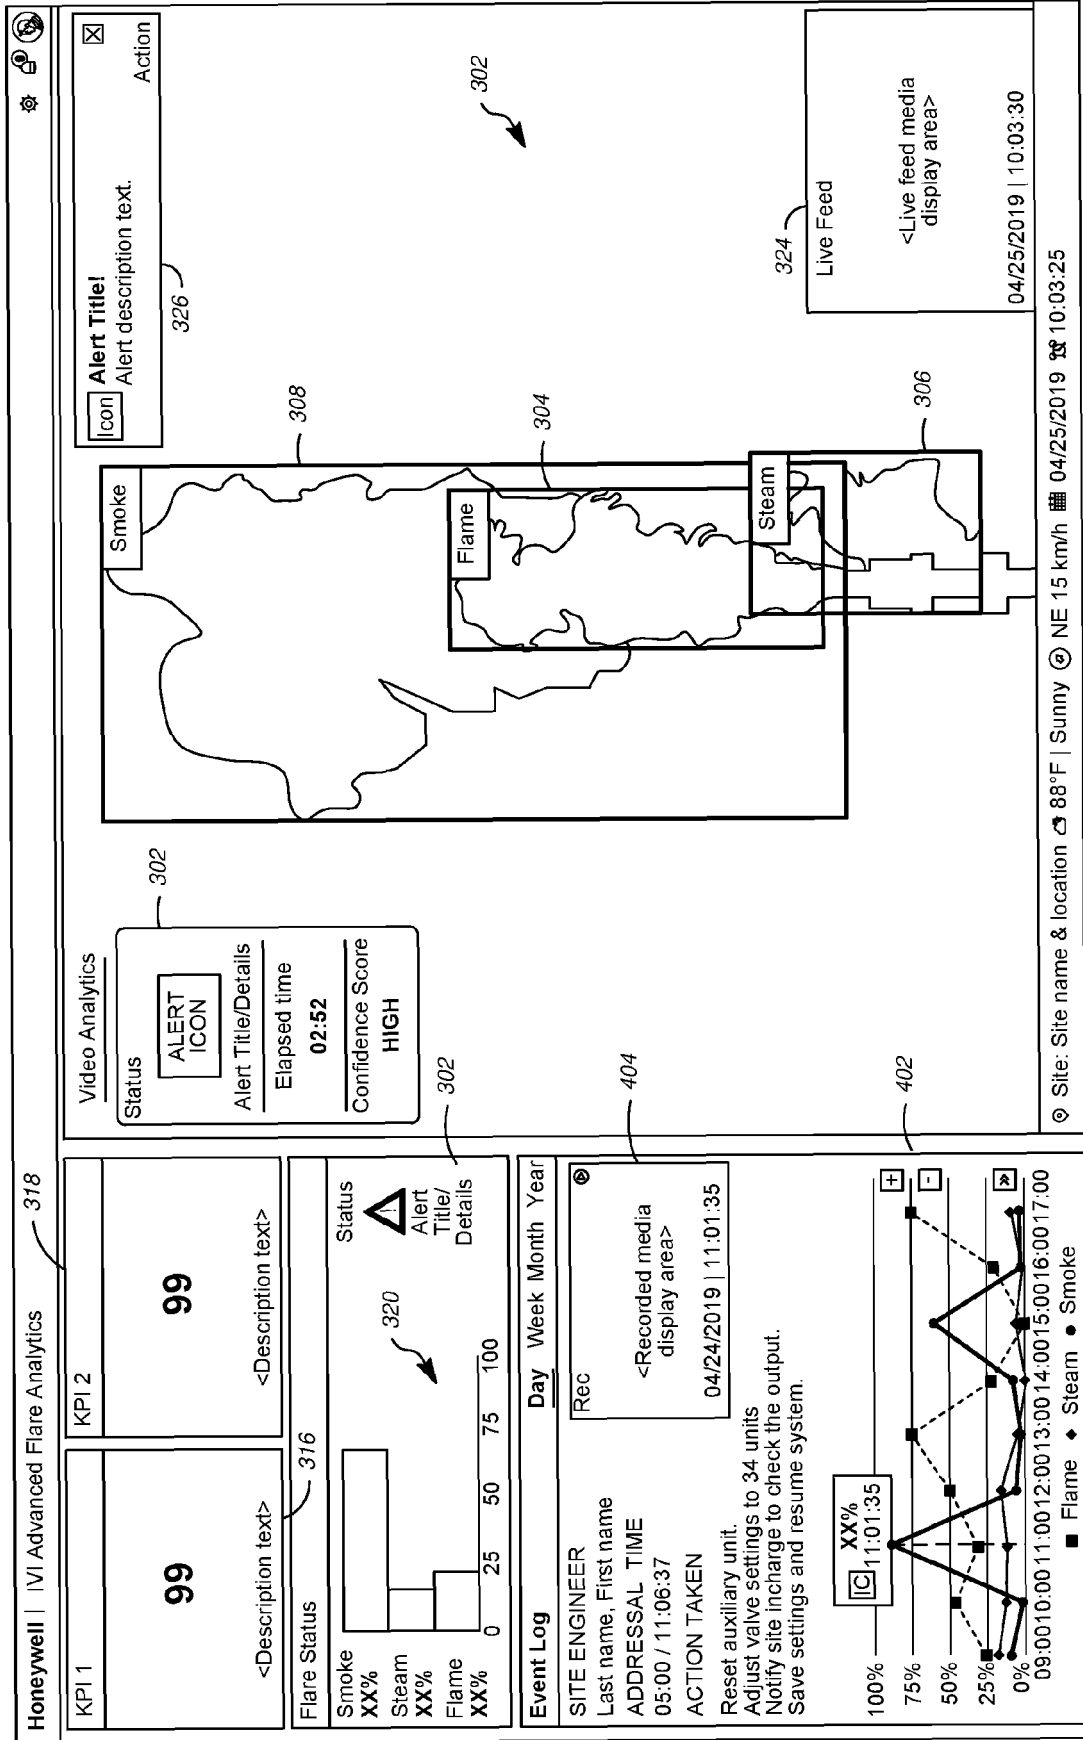 Honeywell | |VI Advanced Flare Analytics
318
KPI 1
99
<Description text>
KPI 2
99
<Description text>
316
Flare Status
Smoke
XX%
Steam
XX%
Flame
XX%
0 25 50 75 100
320
Status
Alert
Title/
Details
302
Event Log
Day Week Month Year
SITE ENGINEER
Last name, First name
ADDRESSAL TIME
05:00 / 11:06:37
ACTION TAKEN
Reset auxiliary unit.
Adjust valve settings to 34 units
Notify site incharge to check the output.
Save settings and resume system.
Rec
<Recorded media
display area>
04/24/2019 | 11:01:35
404
402
IC XX%
11:01:35
100%
75%
50%
25%
0%
+
-
»
09:00 10:00 11:00 12:00 13:00 14:00 15:00 16:00 17:00
Flame Steam Smoke
Video Analytics
302
Status
ALERT
ICON
Alert Title/Details
Elapsed time
02:52
Confidence Score
HIGH
Smoke
308
Flame
304
Steam
306
Icon Alert Title!
Alert description text.
Action
326
302
324
Live Feed
<Live feed media
display area>
04/25/2019 | 10:03:30
Site: Site name & location 88°F | Sunny NE 15 km/h 04/25/2019 10:03:25